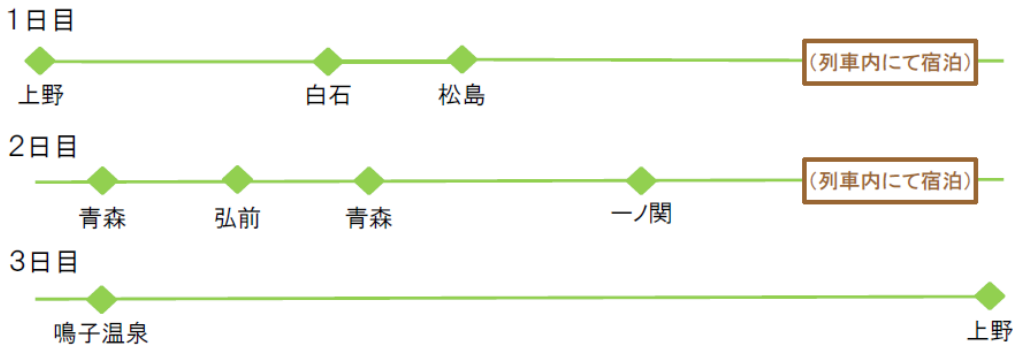 1日目
(列車内にて宿泊)
上野 白石 松島
2日目
(列車内にて宿泊)
青森 弘前 青森 一ノ関
3日目
鳴子温泉 上野